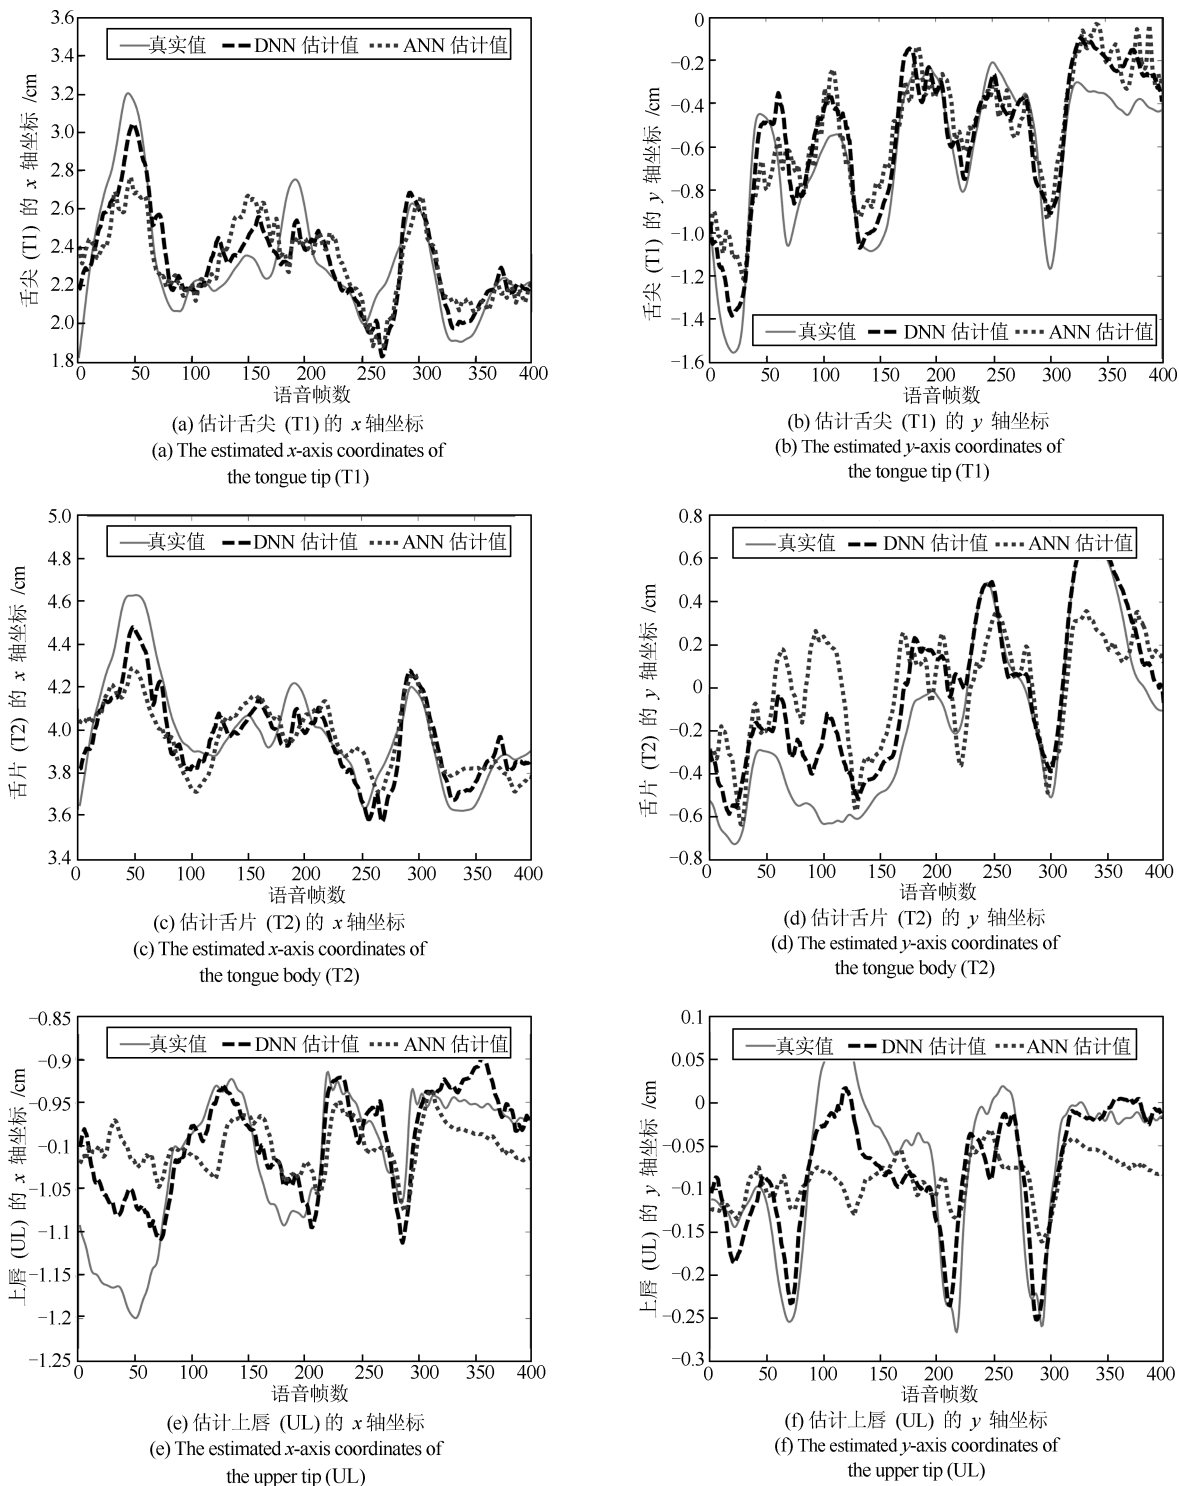 3.6
3.4
3.2
3.0
2.8
2.6
2.4
2.2
2.0
1.8
舌尖 (T1) 的 x 轴坐标 /cm
真实值 DNN 估计值 ANN 估计值
0 50 100 150 200 250 300 350 400
语音帧数
(a) 估计舌尖 (T1) 的 x 轴坐标
(a) The estimated x-axis coordinates of
the tongue tip (T1)
0
−0.2
−0.4
−0.6
−0.8
−1.0
−1.2
−1.4
−1.6
舌尖 (T1) 的 y 轴坐标 /cm
真实值 DNN 估计值 ANN 估计值
0 50 100 150 200 250 300 350 400
语音帧数
(b) 估计舌尖 (T1) 的 y 轴坐标
(b) The estimated y-axis coordinates of
the tongue tip (T1)
5.0
4.8
4.6
4.4
4.2
4.0
3.8
3.6
3.4
舌片 (T2) 的 x 轴坐标 /cm
真实值 DNN 估计值 ANN 估计值
0 50 100 150 200 250 300 350 400
语音帧数
(c) 估计舌片 (T2) 的 x 轴坐标
(c) The estimated x-axis coordinates of
the tongue body (T2)
0.8
0.6
0.4
0.2
0
−0.2
−0.4
−0.6
−0.8
舌片 (T2) 的 y 轴坐标 /cm
真实值 DNN 估计值 ANN 估计值
0 50 100 150 200 250 300 350 400
语音帧数
(d) 估计舌片 (T2) 的 y 轴坐标
(d) The estimated y-axis coordinates of
the tongue body (T2)
−0.85
−0.9
−0.95
−0.1
−1.05
−1.1
−1.15
−1.2
−1.25
上唇 (UL) 的 x 轴坐标 /cm
真实值 DNN 估计值 ANN 估计值
0 50 100 150 200 250 300 350 400
语音帧数
(e) 估计上唇 (UL) 的 x 轴坐标
(e) The estimated x-axis coordinates of
the upper tip (UL)
0.1
0.05
0
−0.05
−0.1
−0.15
−0.2
−0.25
−0.3
上唇 (UL) 的 y 轴坐标 /cm
真实值 DNN 估计值 ANN 估计值
0 50 100 150 200 250 300 350 400
语音帧数
(f) 估计上唇 (UL) 的 y 轴坐标
(f) The estimated y-axis coordinates of
the upper tip (UL)